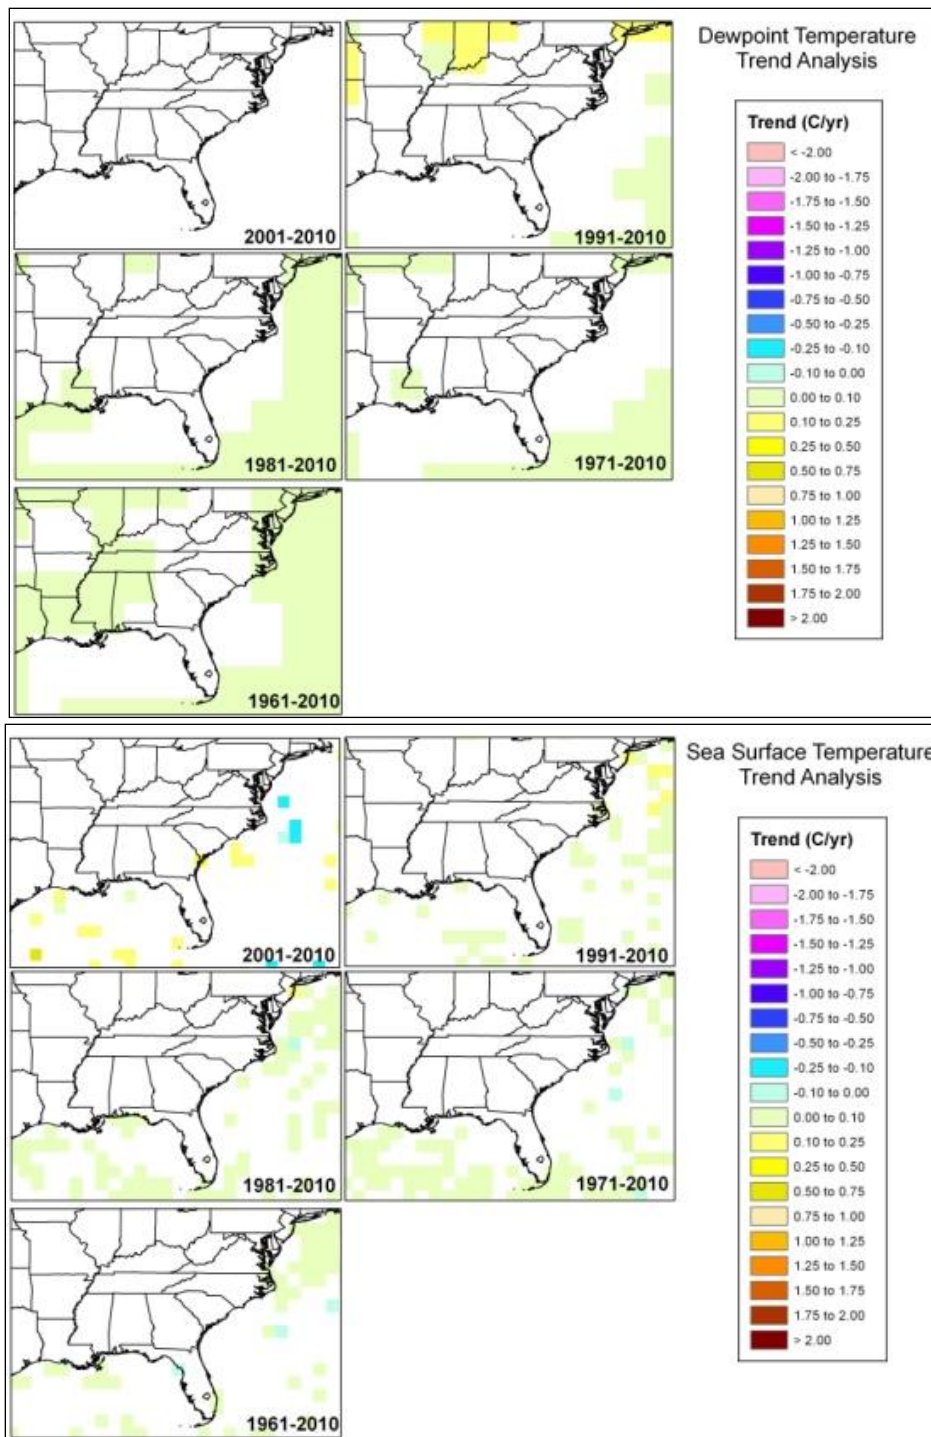 Dewpoint Temperature
Trend Analysis
2001-2010
1991-2010
1981-2010
1971-2010
1961-2010
Trend (C/yr)
< -2.00
-2.00 to -1.75
-1.75 to -1.50
-1.50 to -1.25
-1.25 to -1.00
-1.00 to -0.75
-0.75 to -0.50
-0.50 to -0.25
-0.25 to -0.10
-0.10 to 0.00
0.00 to 0.10
0.10 to 0.25
0.25 to 0.50
0.50 to 0.75
0.75 to 1.00
1.00 to 1.25
1.25 to 1.50
1.50 to 1.75
1.75 to 2.00
> 2.00
Sea Surface Temperature
Trend Analysis
2001-2010
1991-2010
1981-2010
1971-2010
1961-2010
Trend (C/yr)
< -2.00
-2.00 to -1.75
-1.75 to -1.50
-1.50 to -1.25
-1.25 to -1.00
-1.00 to -0.75
-0.75 to -0.50
-0.50 to -0.25
-0.25 to -0.10
-0.10 to 0.00
0.00 to 0.10
0.10 to 0.25
0.25 to 0.50
0.50 to 0.75
0.75 to 1.00
1.00 to 1.25
1.25 to 1.50
1.50 to 1.75
1.75 to 2.00
> 2.00